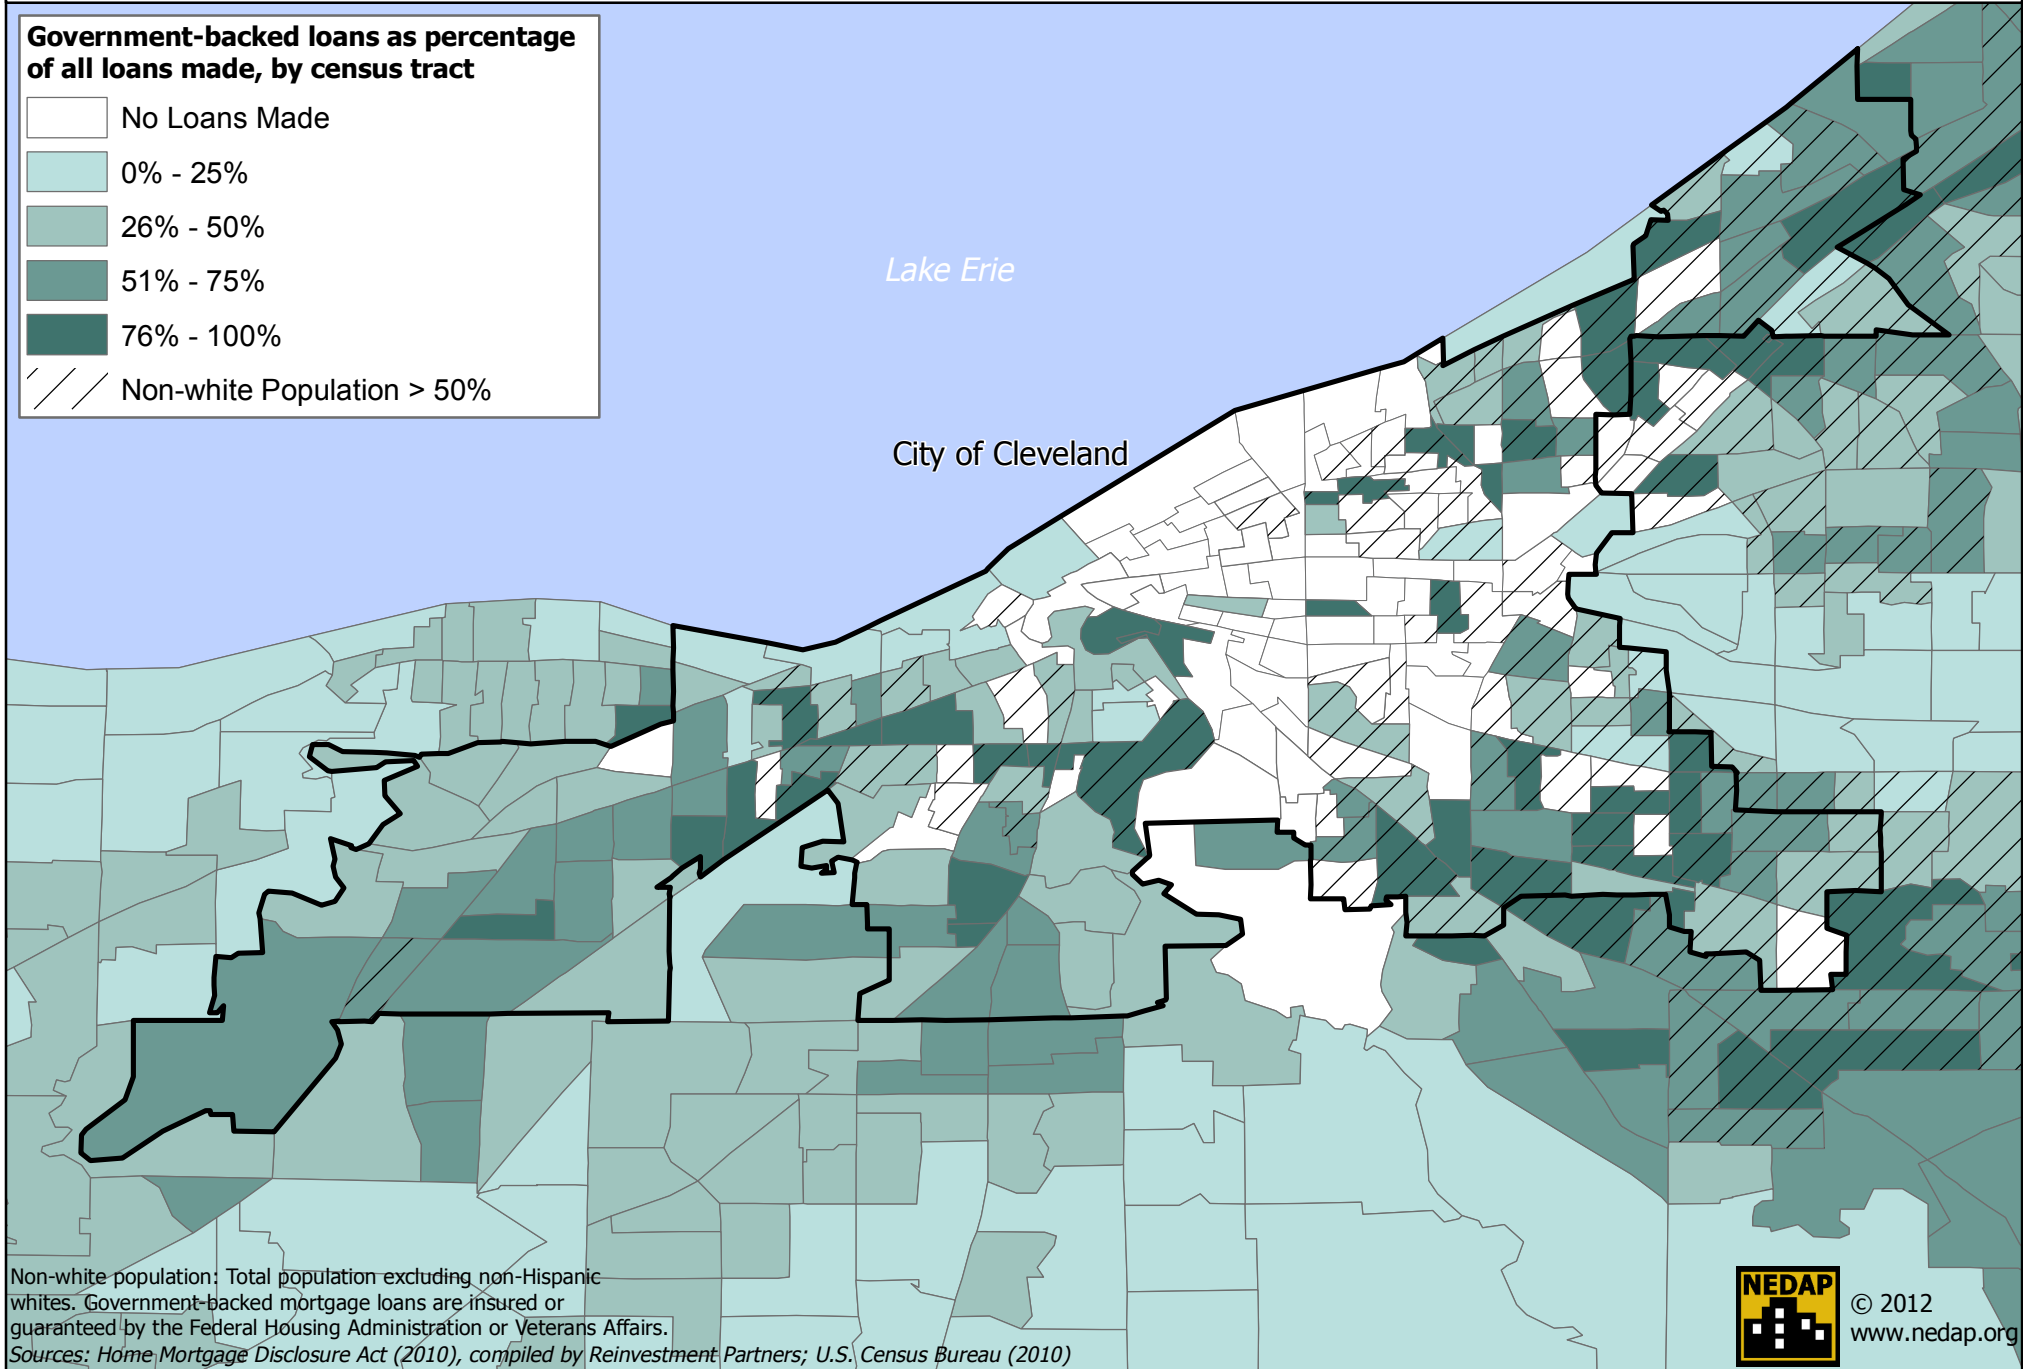 Government-backed loans as percentage
of all loans made, by census tract
No Loans Made
0% - 25%
26% - 50%
51% - 75%
76% - 100%
Non-white Population > 50%
Lake Erie
City of Cleveland
Non-white population: Total population excluding non-Hispanic
whites. Government-backed mortgage loans are insured or
guaranteed by the Federal Housing Administration or Veterans Affairs.
Sources: Home Mortgage Disclosure Act (2010), compiled by Reinvestment Partners; U.S. Census Bureau (2010)
NEDAP
© 2012
www.nedap.org